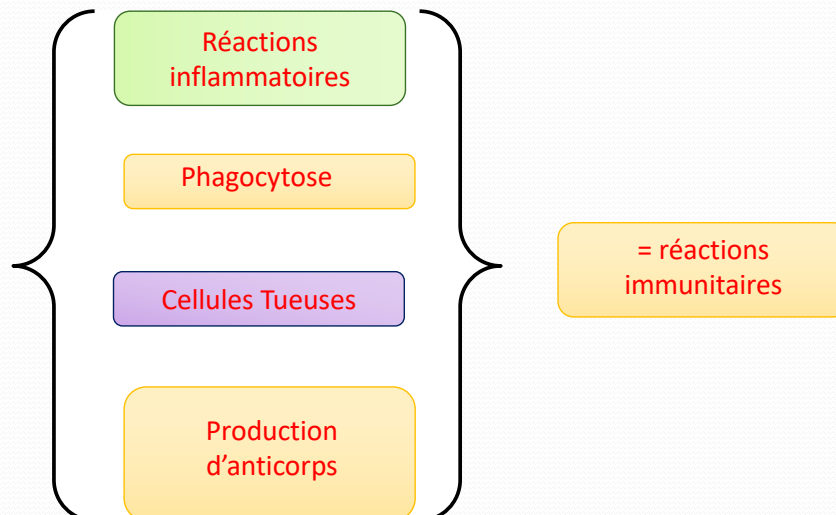 Réactions
inflammatoires
Phagocytose
Cellules Tueuses
= réactions
immunitaires
Production
d’anticorps